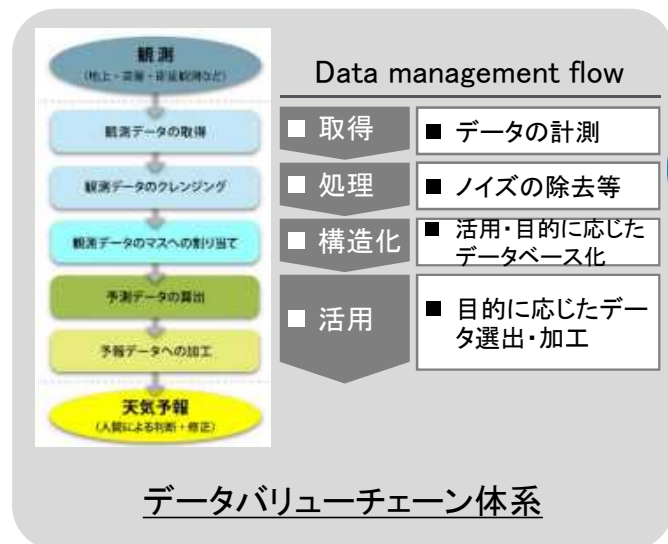 観測
(地上・高層・衛星観測など)
観測データの取得
観測データのクレンジング
観測データのマスへの割り当て
予測データの算出
予報データへの加工
天気予報
(人間による判断・修正)
Data management flow
■ 取得
■ データの計測
■ 処理
■ ノイズの除去等
■ 構造化
■ 活用・目的に応じた
データベース化
■ 活用
■ 目的に応じたデー
タ選出・加工
データバリューチェーン体系